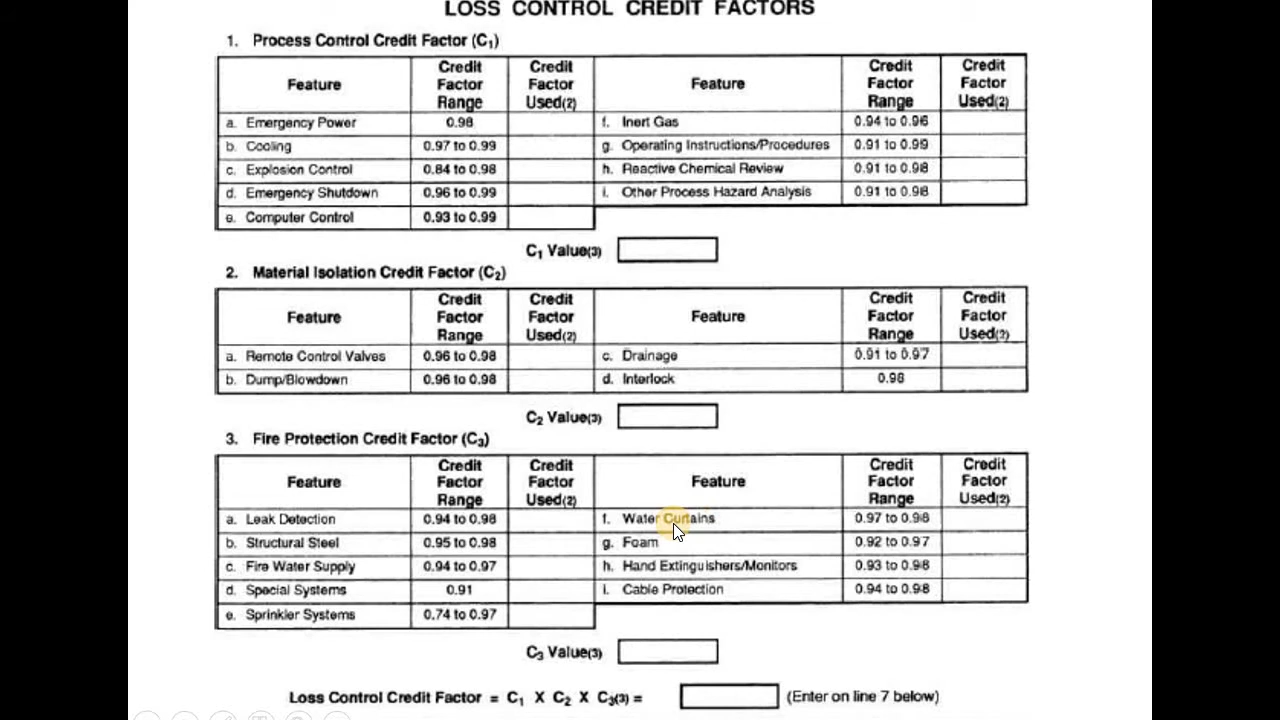 LOSS CONTROL CREDIT FACTORS
1. Process Control Credit Factor (C1)
Feature Credit Factor Range Credit Factor Used(2) Feature Credit Factor Range Credit Factor Used(2)
a. Emergency Power 0.98 f. Inert Gas 0.94 to 0.96
b. Cooling 0.97 to 0.99 g. Operating Instructions/Procedures 0.91 to 0.99
c. Explosion Control 0.84 to 0.98 h. Reactive Chemical Review 0.91 to 0.98
d. Emergency Shutdown 0.96 to 0.99 i. Other Process Hazard Analysis 0.91 to 0.98
e. Computer Control 0.93 to 0.99
C1 Value(3)
2. Material Isolation Credit Factor (C2)
Feature Credit Factor Range Credit Factor Used(2) Feature Credit Factor Range Credit Factor Used(2)
a. Remote Control Valves 0.96 to 0.98 c. Drainage 0.91 to 0.97
b. Dump/Blowdown 0.96 to 0.98 d. Interlock 0.98
C2 Value(3)
3. Fire Protection Credit Factor (C3)
Feature Credit Factor Range Credit Factor Used(2) Feature Credit Factor Range Credit Factor Used(2)
a. Leak Detection 0.94 to 0.98 f. Water Curtains 0.97 to 0.98
b. Structural Steel 0.95 to 0.98 g. Foam 0.92 to 0.97
c. Fire Water Supply 0.94 to 0.97 h. Hand Extinguishers/Monitors 0.93 to 0.98
d. Special Systems 0.91 i. Cable Protection 0.94 to 0.98
e. Sprinkler Systems 0.74 to 0.97
C3 Value(3)
Loss Control Credit Factor = C1 X C2 X C3(3) = (Enter on line 7 below)